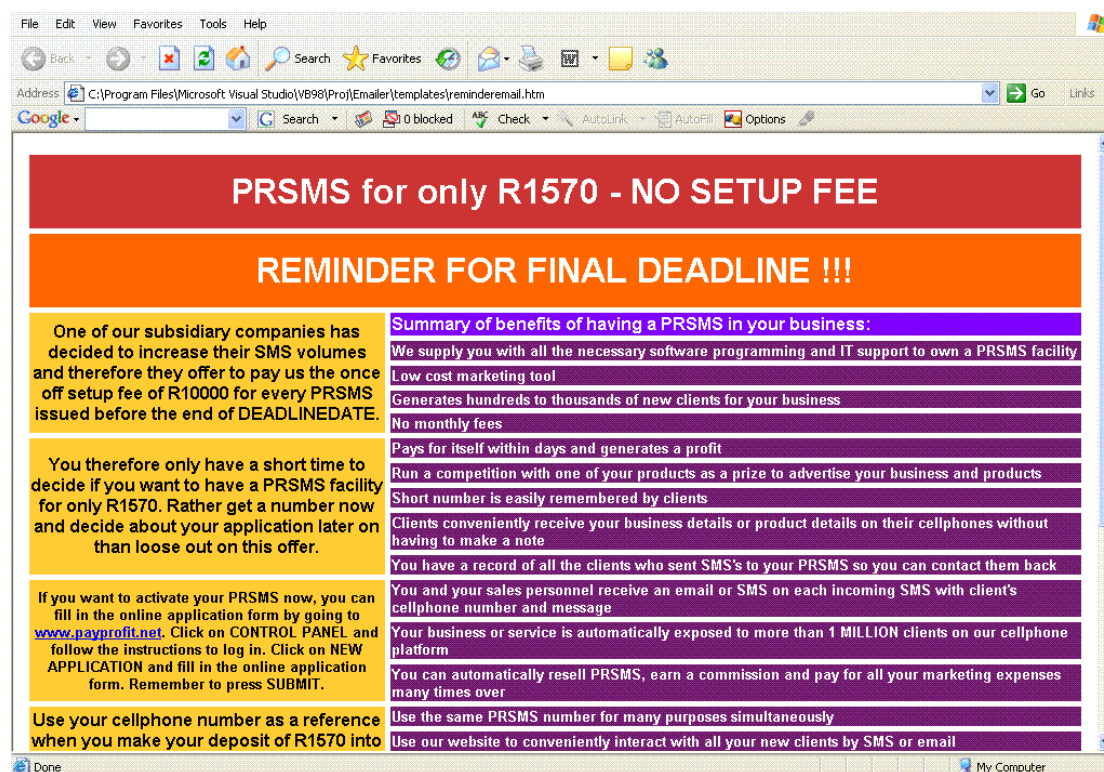 File Edit View Favorites Tools Help
Back Search Favorites
Address C:\Program Files\Microsoft Visual Studio\VB98\Proj\Emailer\templates\reminderemail.htm Go Links
Google Search 0 blocked ABC Check AutoLink AutoFill Options
PRSMS for only R1570 - NO SETUP FEE
REMINDER FOR FINAL DEADLINE !!!
One of our subsidiary companies has
decided to increase their SMS volumes
and therefore they offer to pay us the once
off setup fee of R10000 for every PRSMS
issued before the end of DEADLINEDATE.
You therefore only have a short time to
decide if you want to have a PRSMS facility
for only R1570. Rather get a number now
and decide about your application later on
than loose out on this offer.
If you want to activate your PRSMS now, you can
fill in the online application form by going to
www.payprofit.net. Click on CONTROL PANEL and
follow the instructions to log in. Click on NEW
APPLICATION and fill in the online application
form. Remember to press SUBMIT.
Use your cellphone number as a reference
when you make your deposit of R1570 into
Summary of benefits of having a PRSMS in your business:
We supply you with all the necessary software programming and IT support to own a PRSMS facility
Low cost marketing tool
Generates hundreds to thousands of new clients for your business
No monthly fees
Pays for itself within days and generates a profit
Run a competition with one of your products as a prize to advertise your business and products
Short number is easily remembered by clients
Clients conveniently receive your business details or product details on their cellphones without
having to make a note
You have a record of all the clients who sent SMS's to your PRSMS so you can contact them back
You and your sales personnel receive an email or SMS on each incoming SMS with client's
cellphone number and message
Your business or service is automatically exposed to more than 1 MILLION clients on our cellphone
platform
You can automatically resell PRSMS, earn a commission and pay for all your marketing expenses
many times over
Use the same PRSMS number for many purposes simultaneously
Use our website to conveniently interact with all your new clients by SMS or email
Done My Computer